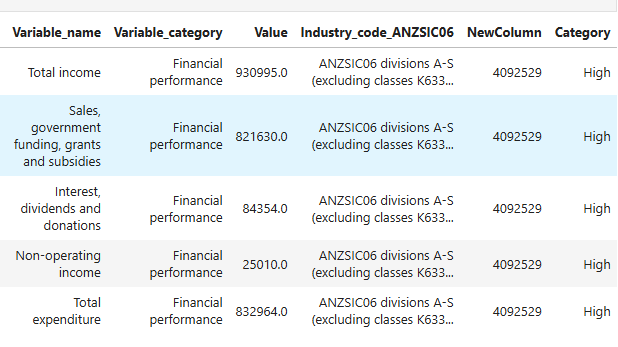 Variable_name Variable_category Value Industry_code_ANZSIC06 NewColumn Category
Total income Financial performance 930995.0 ANZSIC06 divisions A-S (excluding classes K633... 4092529 High
Sales, government funding, grants and subsidies Financial performance 821630.0 ANZSIC06 divisions A-S (excluding classes K633... 4092529 High
Interest, dividends and donations Financial performance 84354.0 ANZSIC06 divisions A-S (excluding classes K633... 4092529 High
Non-operating income Financial performance 25010.0 ANZSIC06 divisions A-S (excluding classes K633... 4092529 High
Total expenditure Financial performance 832964.0 ANZSIC06 divisions A-S (excluding classes K633... 4092529 High